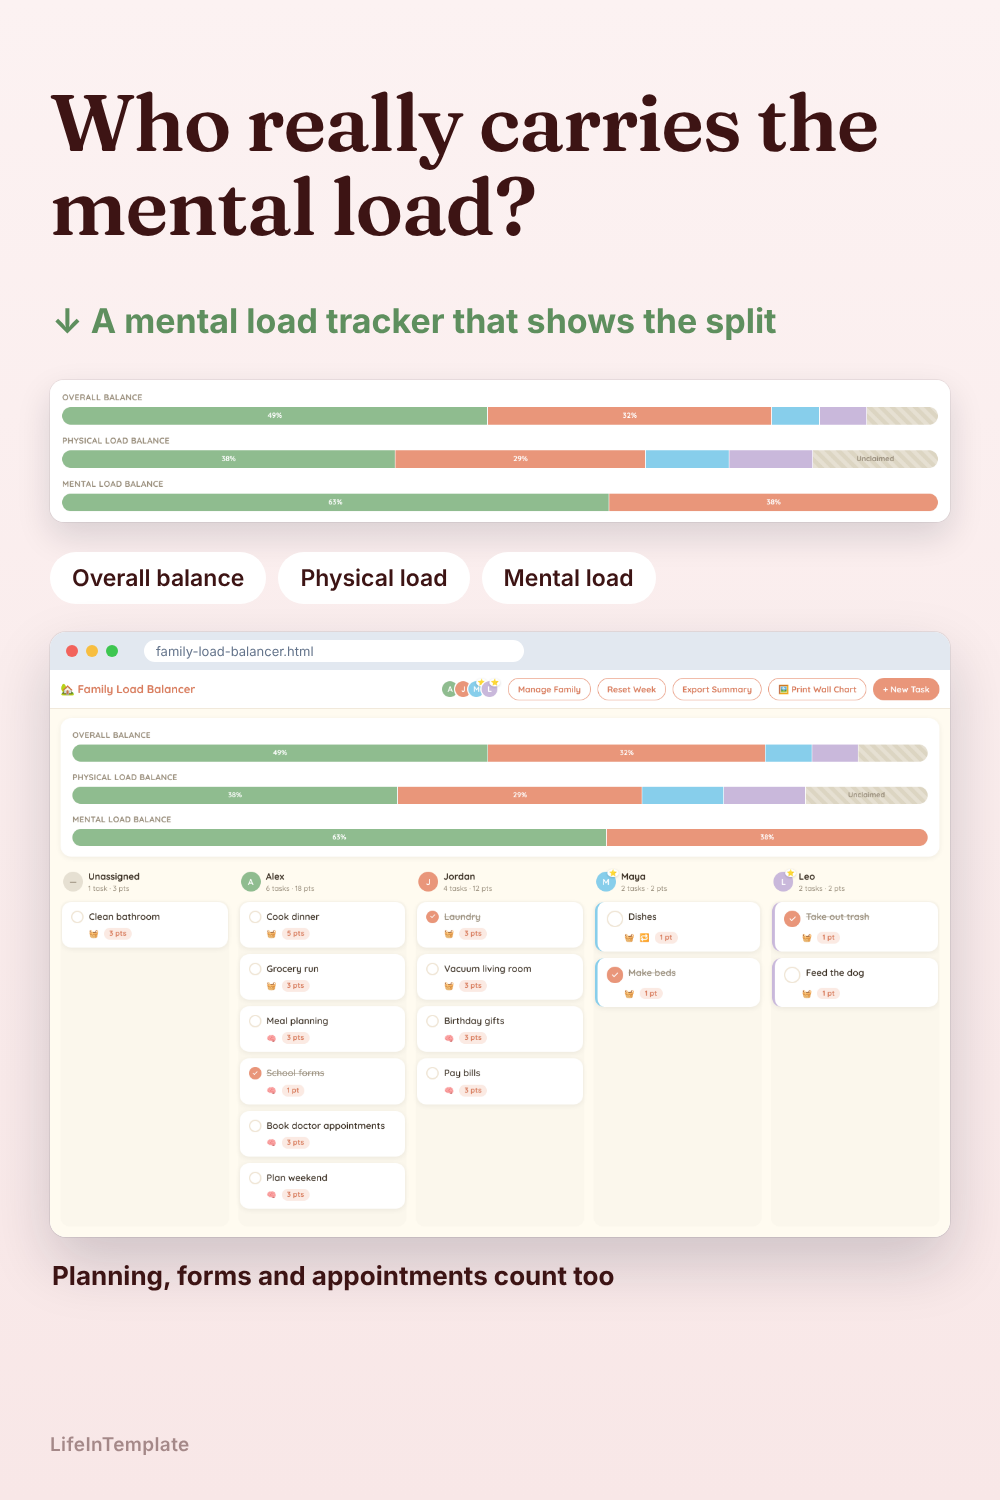 Who really carries the
mental load?
↓ A mental load tracker that shows the split
OVERALL BALANCE
49% 32%
PHYSICAL LOAD BALANCE
38% 29% Unclaimed
MENTAL LOAD BALANCE
63% 38%
Overall balance Physical load Mental load
family-load-balancer.html
Family Load Balancer A J M L Manage Family Reset Week Export Summary Print Wall Chart + New Task
OVERALL BALANCE
49% 32%
PHYSICAL LOAD BALANCE
38% 29% Unclaimed
MENTAL LOAD BALANCE
63% 38%
— Unassigned
1 task · 3 pts
Clean bathroom
3 pts
A Alex
6 tasks · 18 pts
Cook dinner
5 pts
Grocery run
3 pts
Meal planning
3 pts
School forms
1 pt
Book doctor appointments
3 pts
Plan weekend
3 pts
J Jordan
4 tasks · 12 pts
Laundry
3 pts
Vacuum living room
3 pts
Birthday gifts
3 pts
Pay bills
3 pts
M Maya
2 tasks · 2 pts
Dishes
1 pt
Make beds
1 pt
L Leo
2 tasks · 2 pts
Take out trash
1 pt
Feed the dog
1 pt
Planning, forms and appointments count too
LifeInTemplate